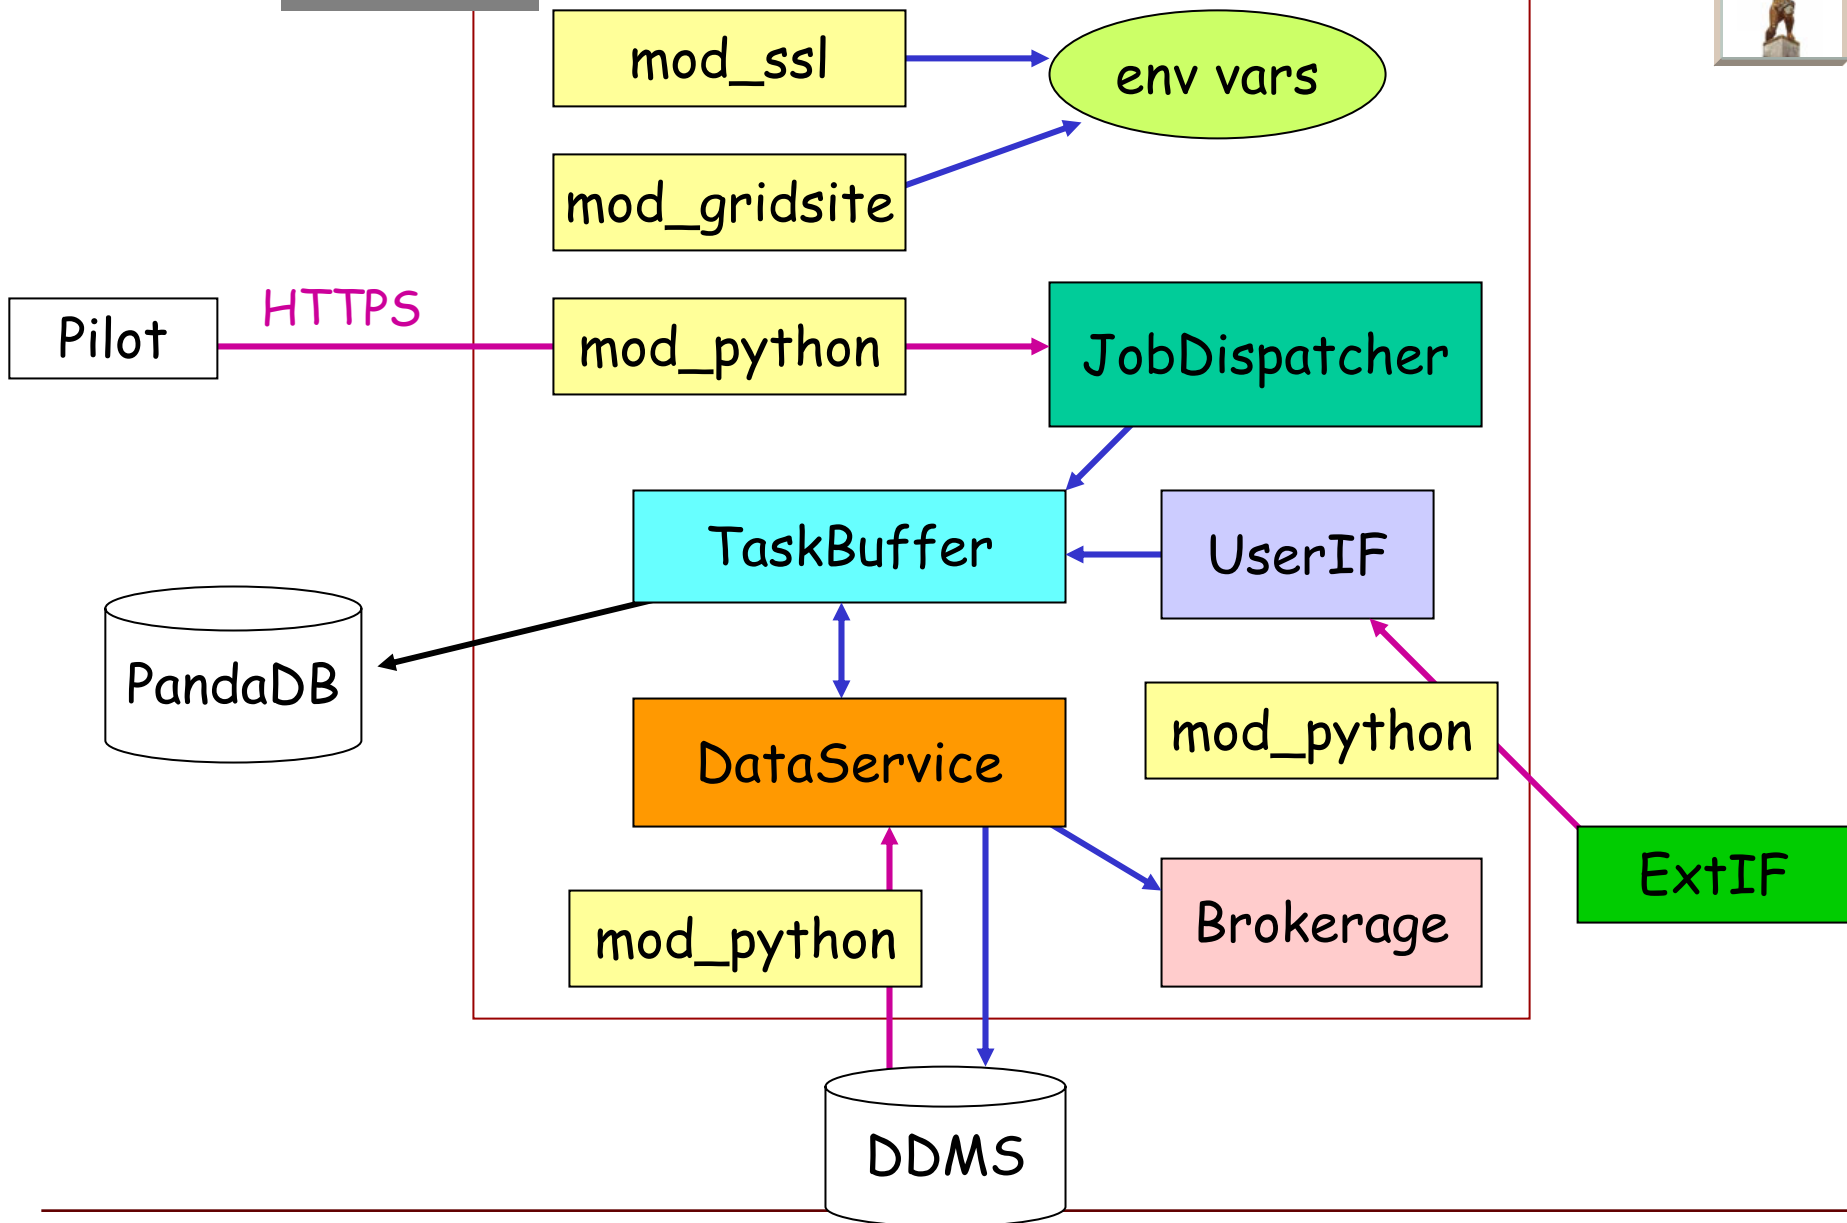 mod_ssl
env vars
mod_gridsite
HTTPS
Pilot
mod_python
JobDispatcher
TaskBuffer
UserIF
PandaDB
mod_python
DataService
ExtIF
Brokerage
mod_python
DDMS